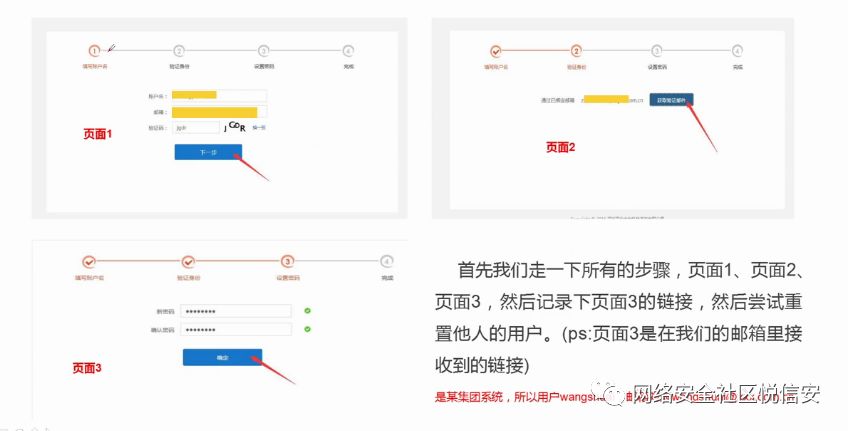 1 2 3 4
填写账户名 验证身份 设置密码 完成
账户名：
邮箱：
验证码： jgdr JGDR 换一张
下一步
页面1
2 3 4
填写账户名 验证身份 设置密码 完成
通过已绑定邮箱 获取验证邮件
页面2
3 4
填写账户名 验证身份 设置密码 完成
新密码 ●●●●●●●●
确认密码 ●●●●●●●●
确定
页面3
首先我们走一下所有的步骤，页面1、页面2、
页面3，然后记录下页面3的链接，然后尝试重
置他人的用户。(ps:页面3是在我们的邮箱里接
收到的链接)
是某集团系统，所以用户wangsh
网络安全社区悦信安